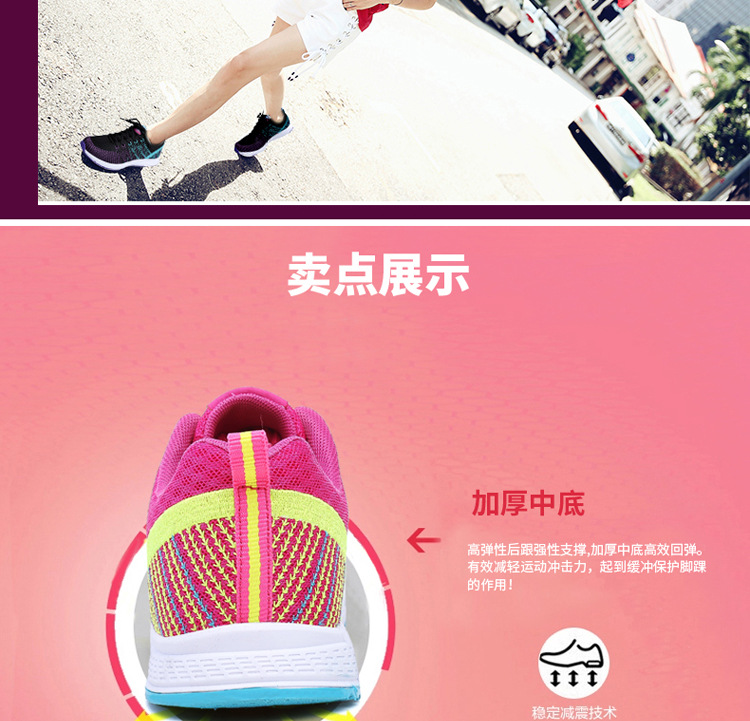 卖点展示
加厚中底
高弹性后跟强性支撑,加厚中底高效回弹。
有效减轻运动冲击力，起到缓冲保护脚踝
的作用！
稳定减震技术